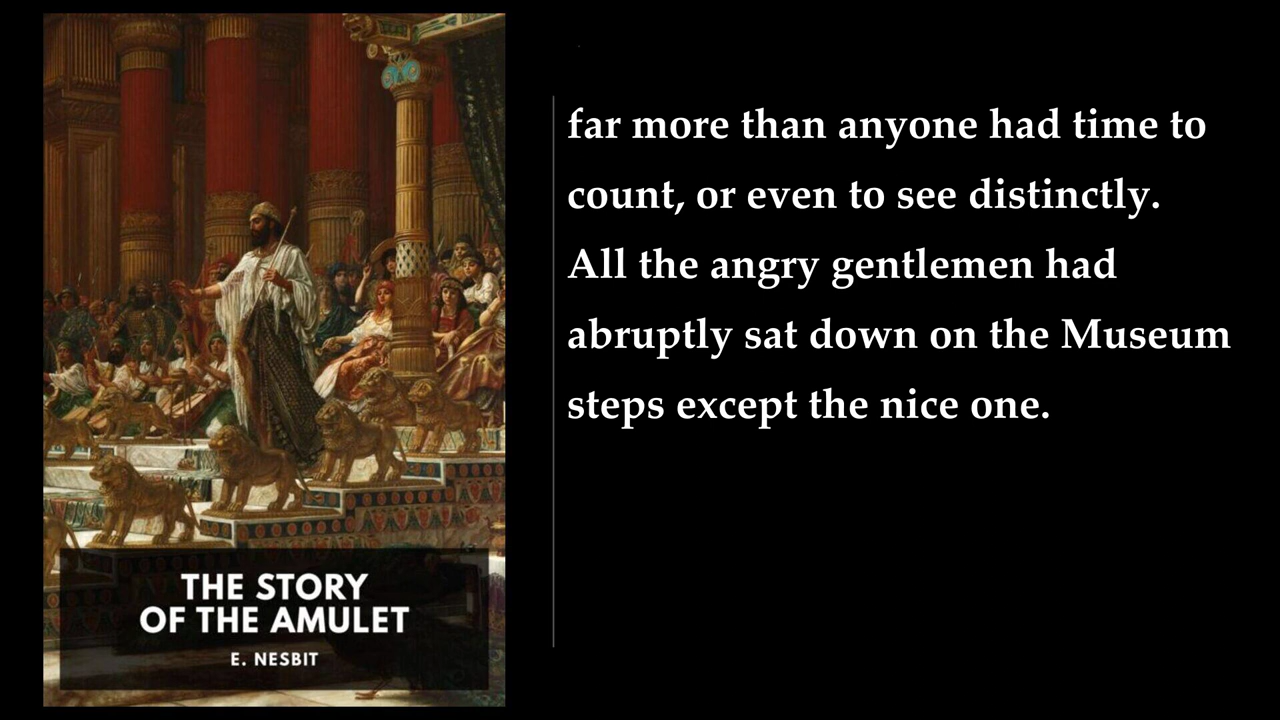 THE STORY
OF THE AMULET
E. NESBIT
far more than anyone had time to
count, or even to see distinctly.
All the angry gentlemen had
abruptly sat down on the Museum
steps except the nice one.